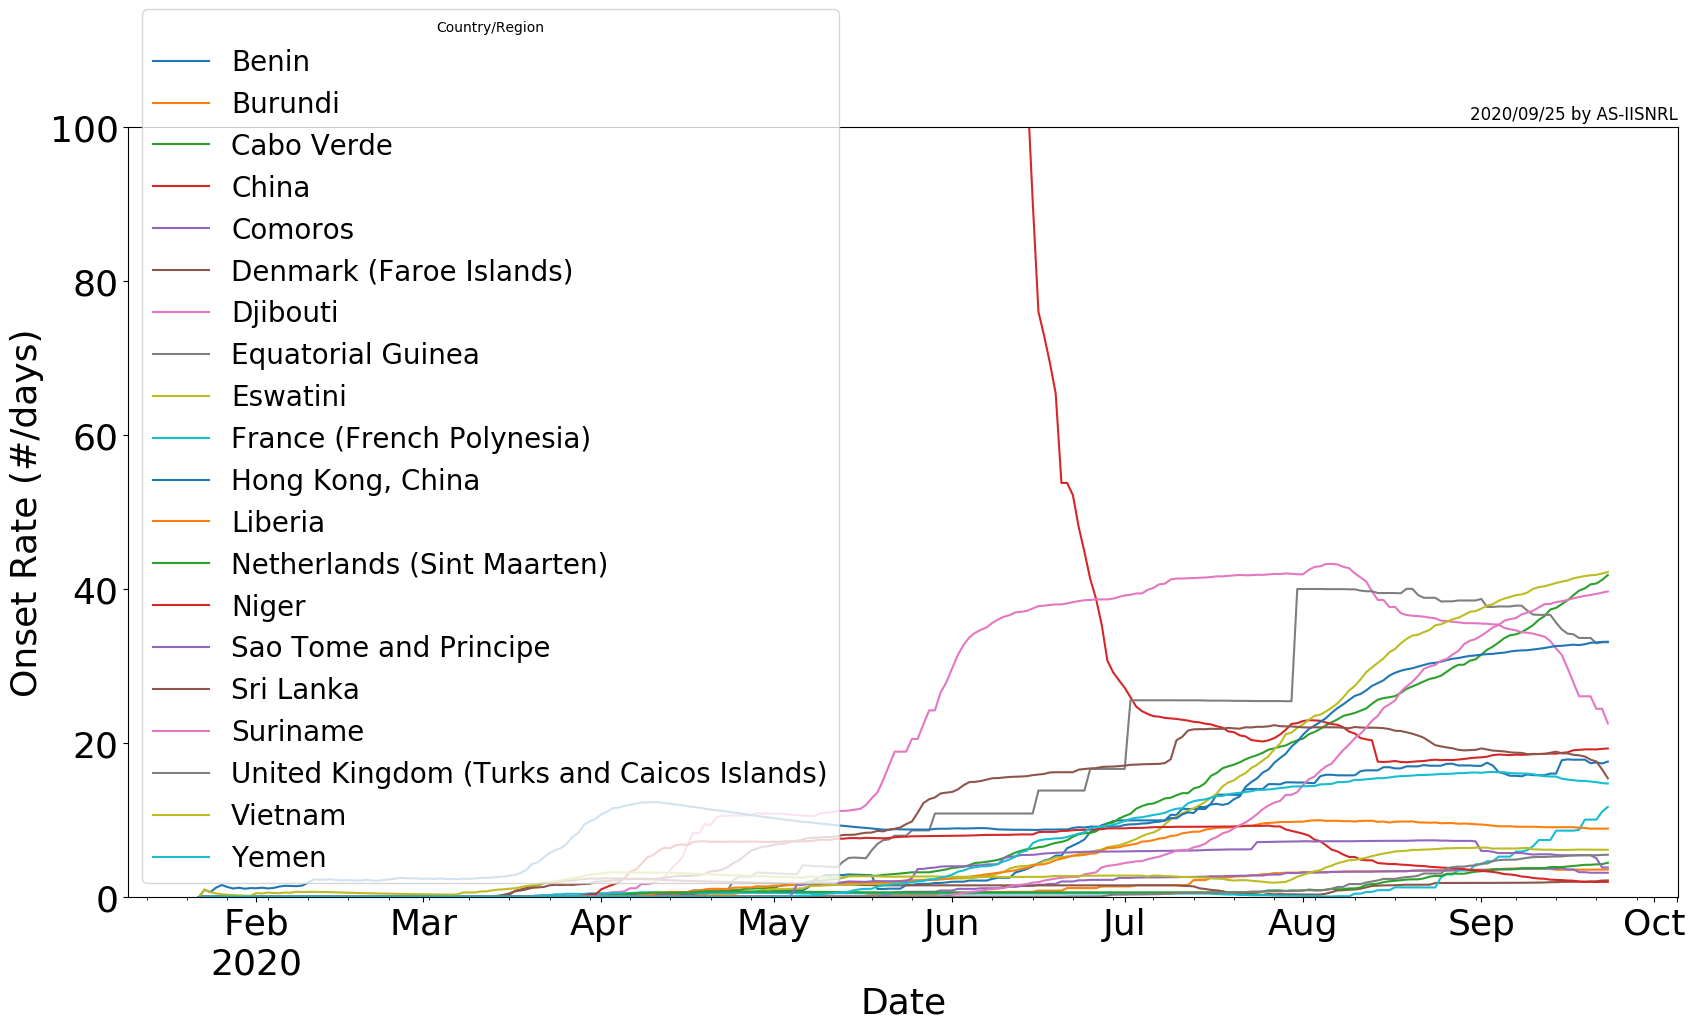 Country/Region
Benin
Burundi
Cabo Verde
China
Comoros
Denmark (Faroe Islands)
Djibouti
Equatorial Guinea
Eswatini
France (French Polynesia)
Hong Kong, China
Liberia
Netherlands (Sint Maarten)
Niger
Sao Tome and Principe
Sri Lanka
Suriname
United Kingdom (Turks and Caicos Islands)
Vietnam
Yemen
2020/09/25 by AS-IISNRL
100
80
60
40
20
0
Onset Rate (#/days)
Feb Mar Apr May Jun Jul Aug Sep Oct
2020
Date